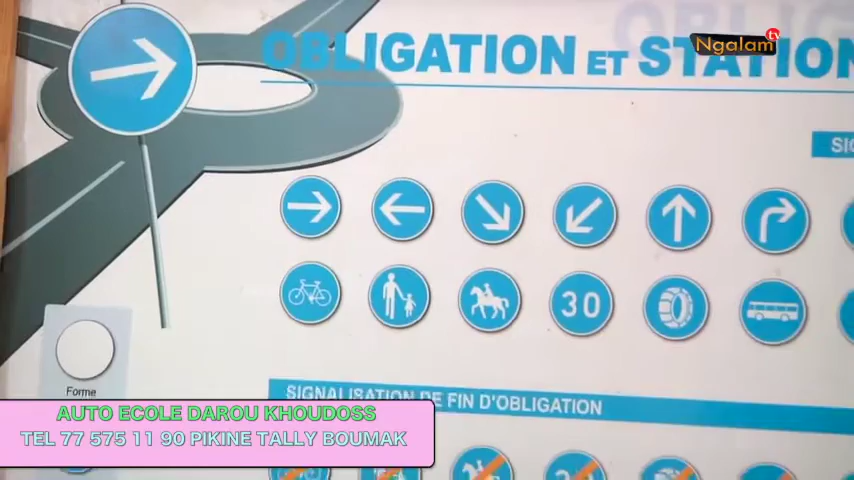 OBLIGATION ET STATION
Ngalam tv
30
SIGNALISATION DE FIN D'OBLIGATION
Forme
AUTO ECOLE DAROU KHOUDOSS
TEL 77 575 11 90 PIKINE TALLY BOUMAK